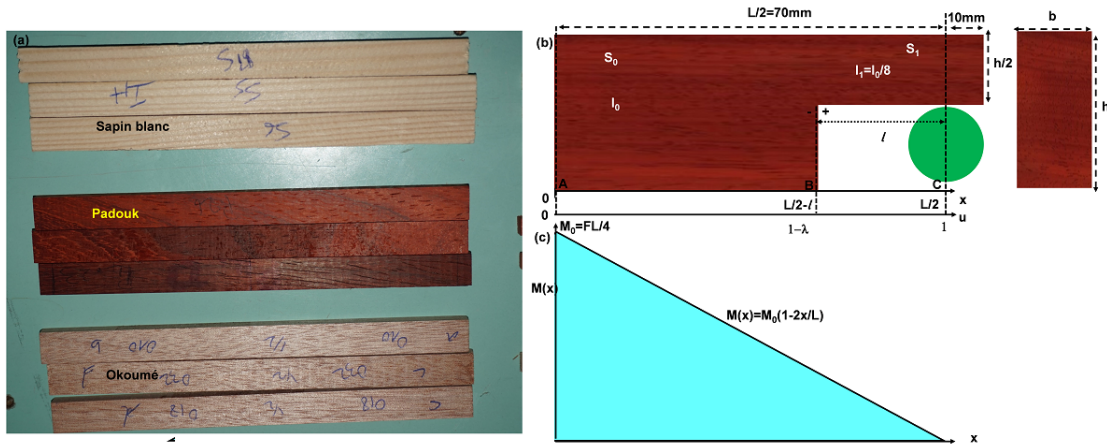 (a)
Sapin blanc
Padouk
Okoumé
L/2=70mm
10mm
b
(b)
S₀
S₁
I₁=I₀/8
h/2
I₀
h
- +
l
A
B
C
0
x
L/2-l
L/2
0
u
1-λ
1
(c)
M₀=FL/4
M(x)
M(x)=M₀(1-2x/L)
x